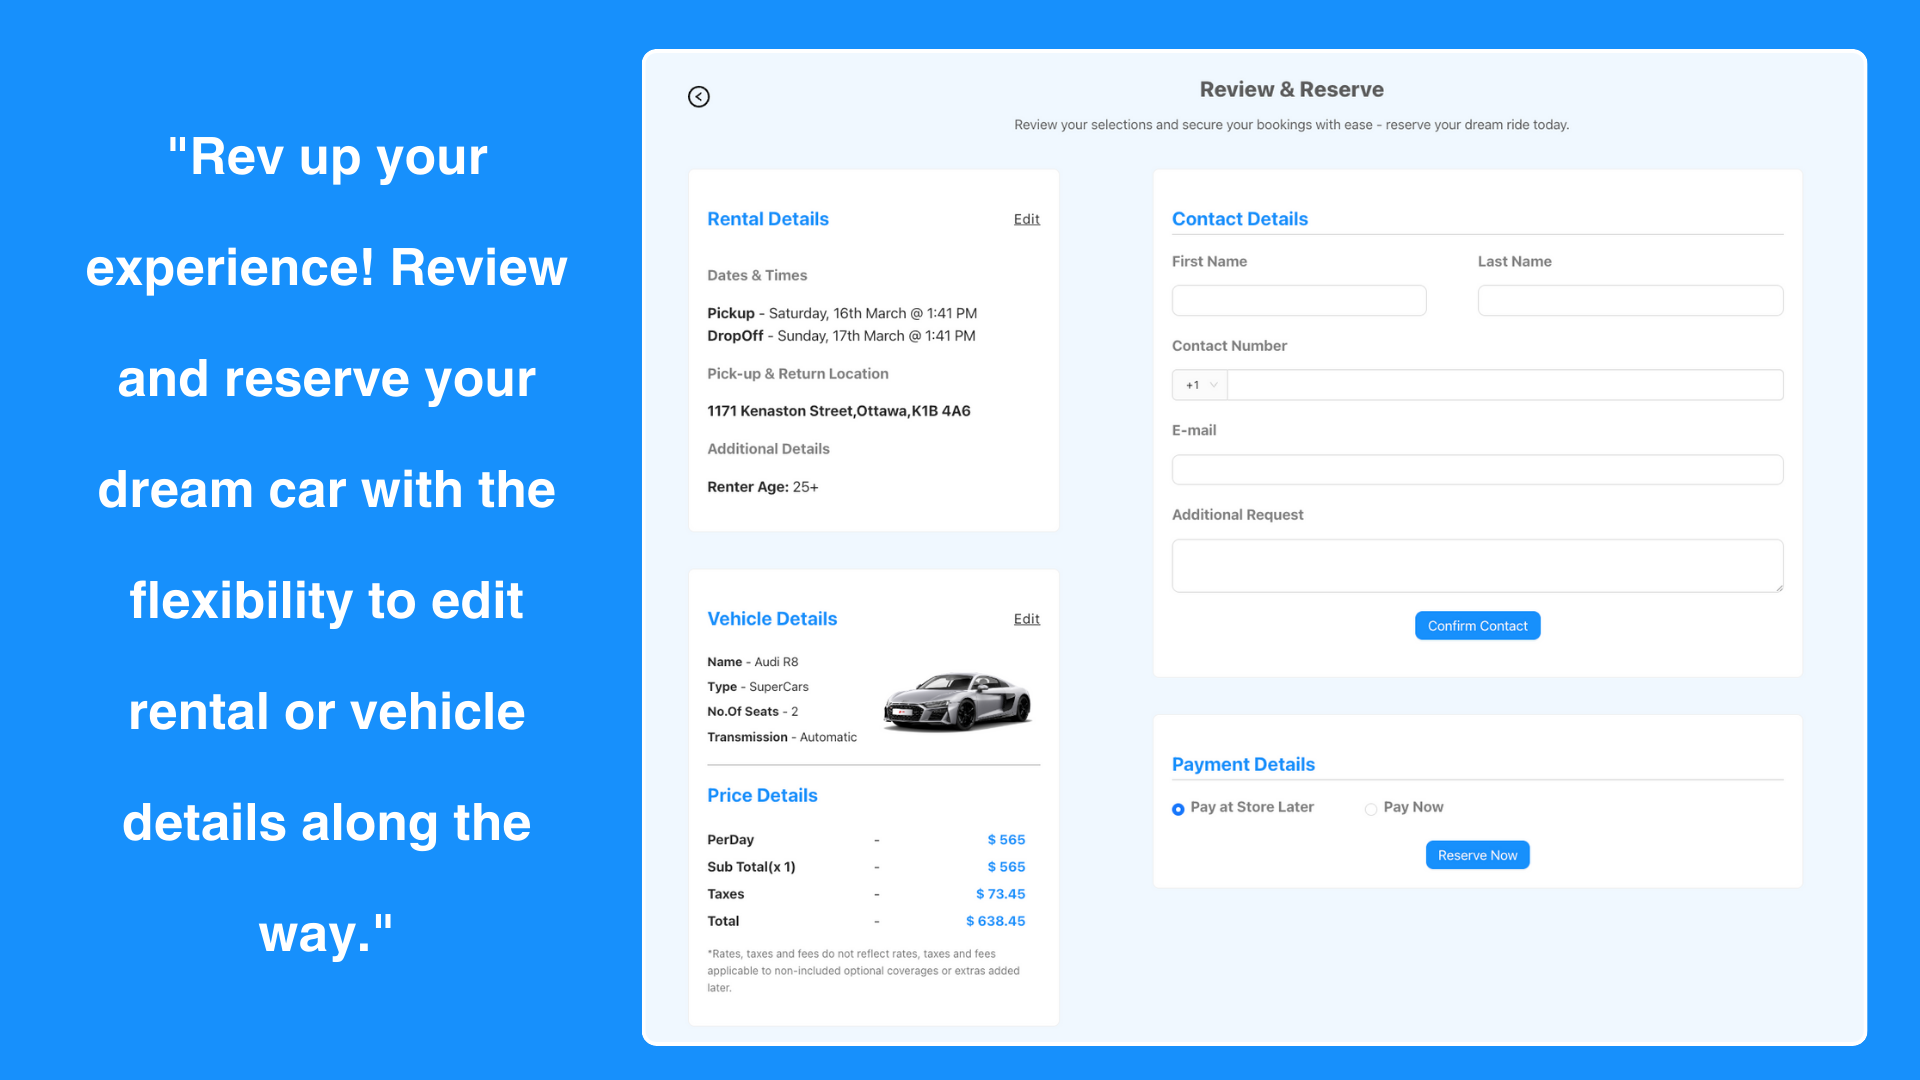 "Rev up your
experience! Review
and reserve your
dream car with the
flexibility to edit
rental or vehicle
details along the
way."
Review & Reserve
Review your selections and secure your bookings with ease - reserve your dream ride today.
Rental Details
Edit
Dates & Times
Pickup - Saturday, 16th March @ 1:41 PM
DropOff - Sunday, 17th March @ 1:41 PM
Pick-up & Return Location
1171 Kenaston Street,Ottawa,K1B 4A6
Additional Details
Renter Age: 25+
Vehicle Details
Edit
Name - Audi R8
Type - SuperCars
No.Of Seats - 2
Transmission - Automatic
Price Details
PerDay - $ 565
Sub Total(x 1) - $ 565
Taxes - $ 73.45
Total - $ 638.45
*Rates, taxes and fees do not reflect rates, taxes and fees
applicable to non-included optional coverages or extras added
later.
Contact Details
First Name
Last Name
Contact Number
+1
E-mail
Additional Request
Confirm Contact
Payment Details
Pay at Store Later
Pay Now
Reserve Now